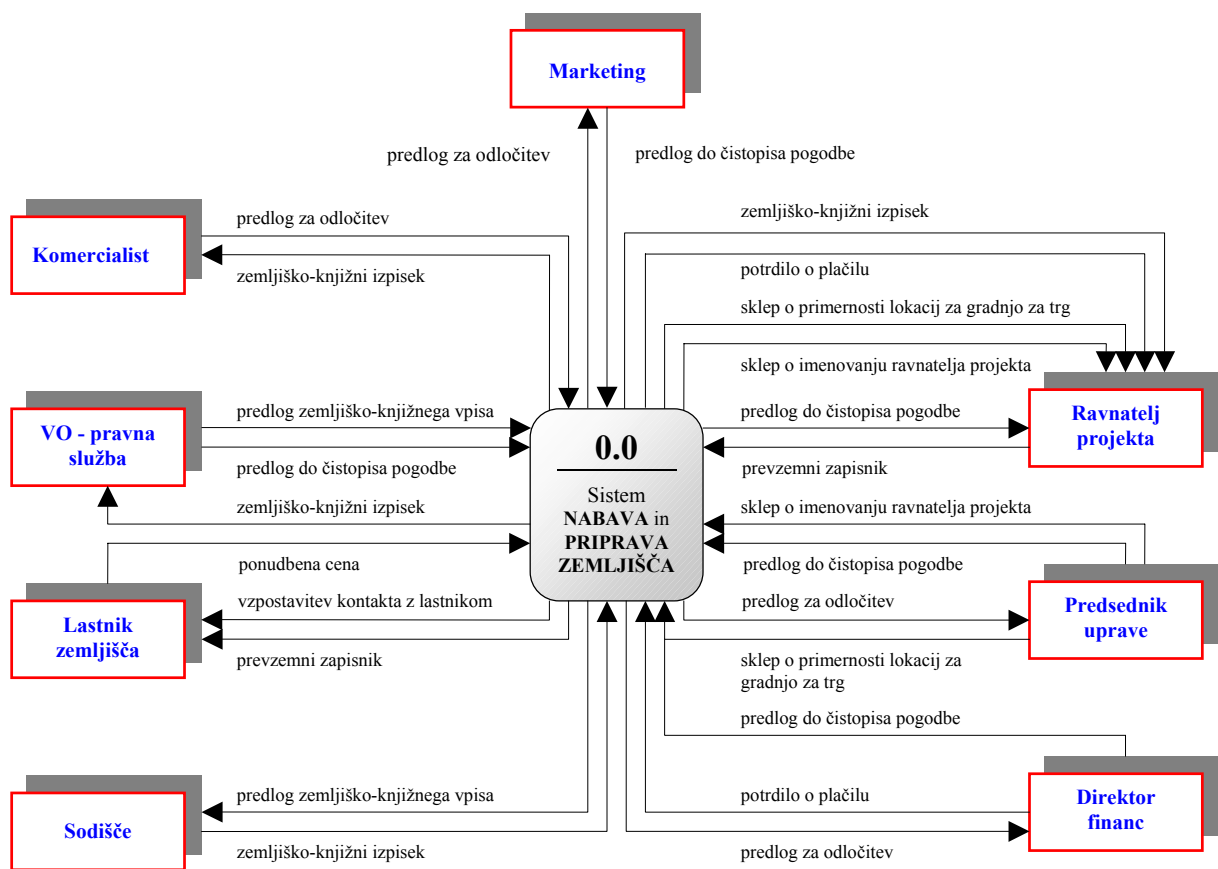 Marketing
predlog za odločitev
predlog do čistopisa pogodbe
Komercialist
predlog za odločitev
zemljiško-knjižni izpisek
zemljiško-knjižni izpisek
potrdilo o plačilu
sklep o primernosti lokacij za gradnjo za trg
sklep o imenovanju ravnatelja projekta
VO - pravna
služba
predlog zemljiško-knjižnega vpisa
predlog do čistopisa pogodbe
zemljiško-knjižni izpisek
0.0
Sistem
NABAVA in
PRIPRAVA
ZEMLJIŠČA
predlog do čistopisa pogodbe
prevzemni zapisnik
Ravnatelj
projekta
sklep o imenovanju ravnatelja projekta
predlog do čistopisa pogodbe
predlog za odločitev
Predsednik
uprave
sklep o primernosti lokacij za
gradnjo za trg
Lastnik
zemljišča
ponudbena cena
vzpostavitev kontakta z lastnikom
prevzemni zapisnik
Sodišče
predlog zemljiško-knjižnega vpisa
zemljiško-knjižni izpisek
predlog do čistopisa pogodbe
potrdilo o plačilu
predlog za odločitev
Direktor
financ